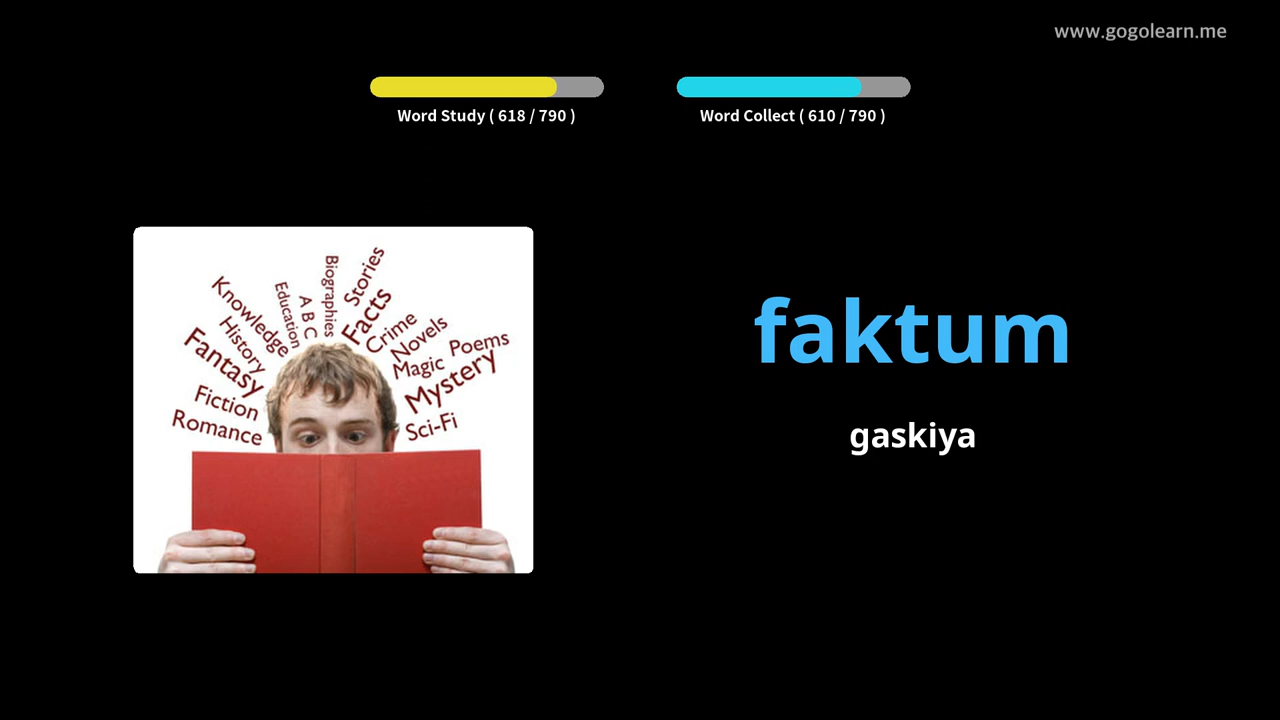 www.gogolearn.me
Word Study ( 618 / 790 )
Word Collect ( 610 / 790 )
Knowledge
History
Fantasy
Fiction
Romance
Education
A B C
Biographies
Stories
Facts
Crime
Novels
Magic
Poems
Mystery
Sci-Fi
faktum
gaskiya